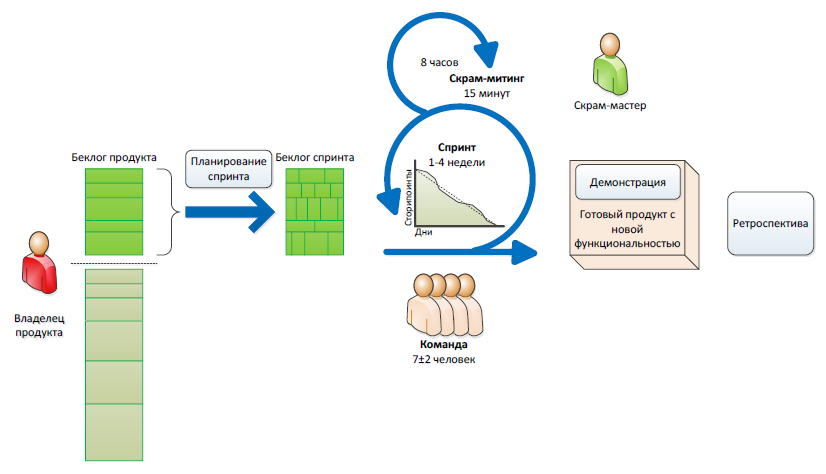 8 часов
Скрам-митинг
15 минут
Скрам-мастер
Беклог продукта
Планирование
спринта
Беклог спринта
Спринт
1-4 недели
Сторипоинты
Дни
Демонстрация
Готовый продукт с
новой
функциональностью
Ретроспектива
Владелец
продукта
Команда
7±2 человек